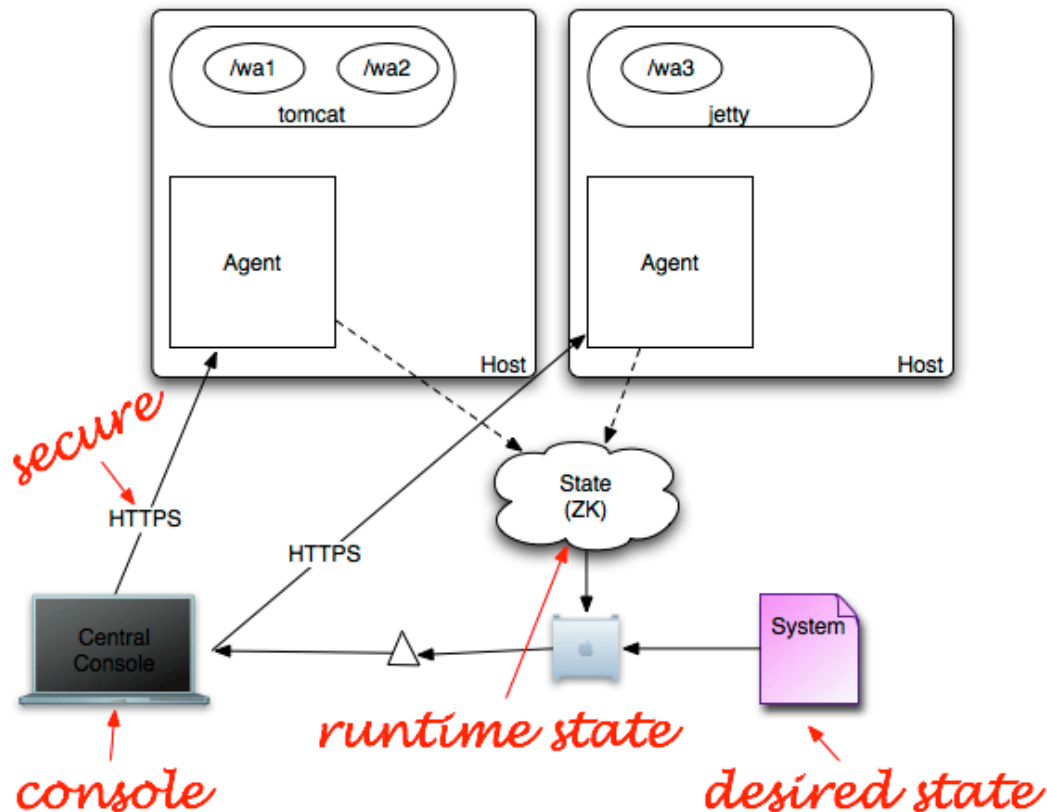 /wa1
/wa2
tomcat
/wa3
jetty
Agent
Agent
Host
Host
secure
HTTPS
HTTPS
State
(ZK)
Central
Console
System
runtime state
console
desired state